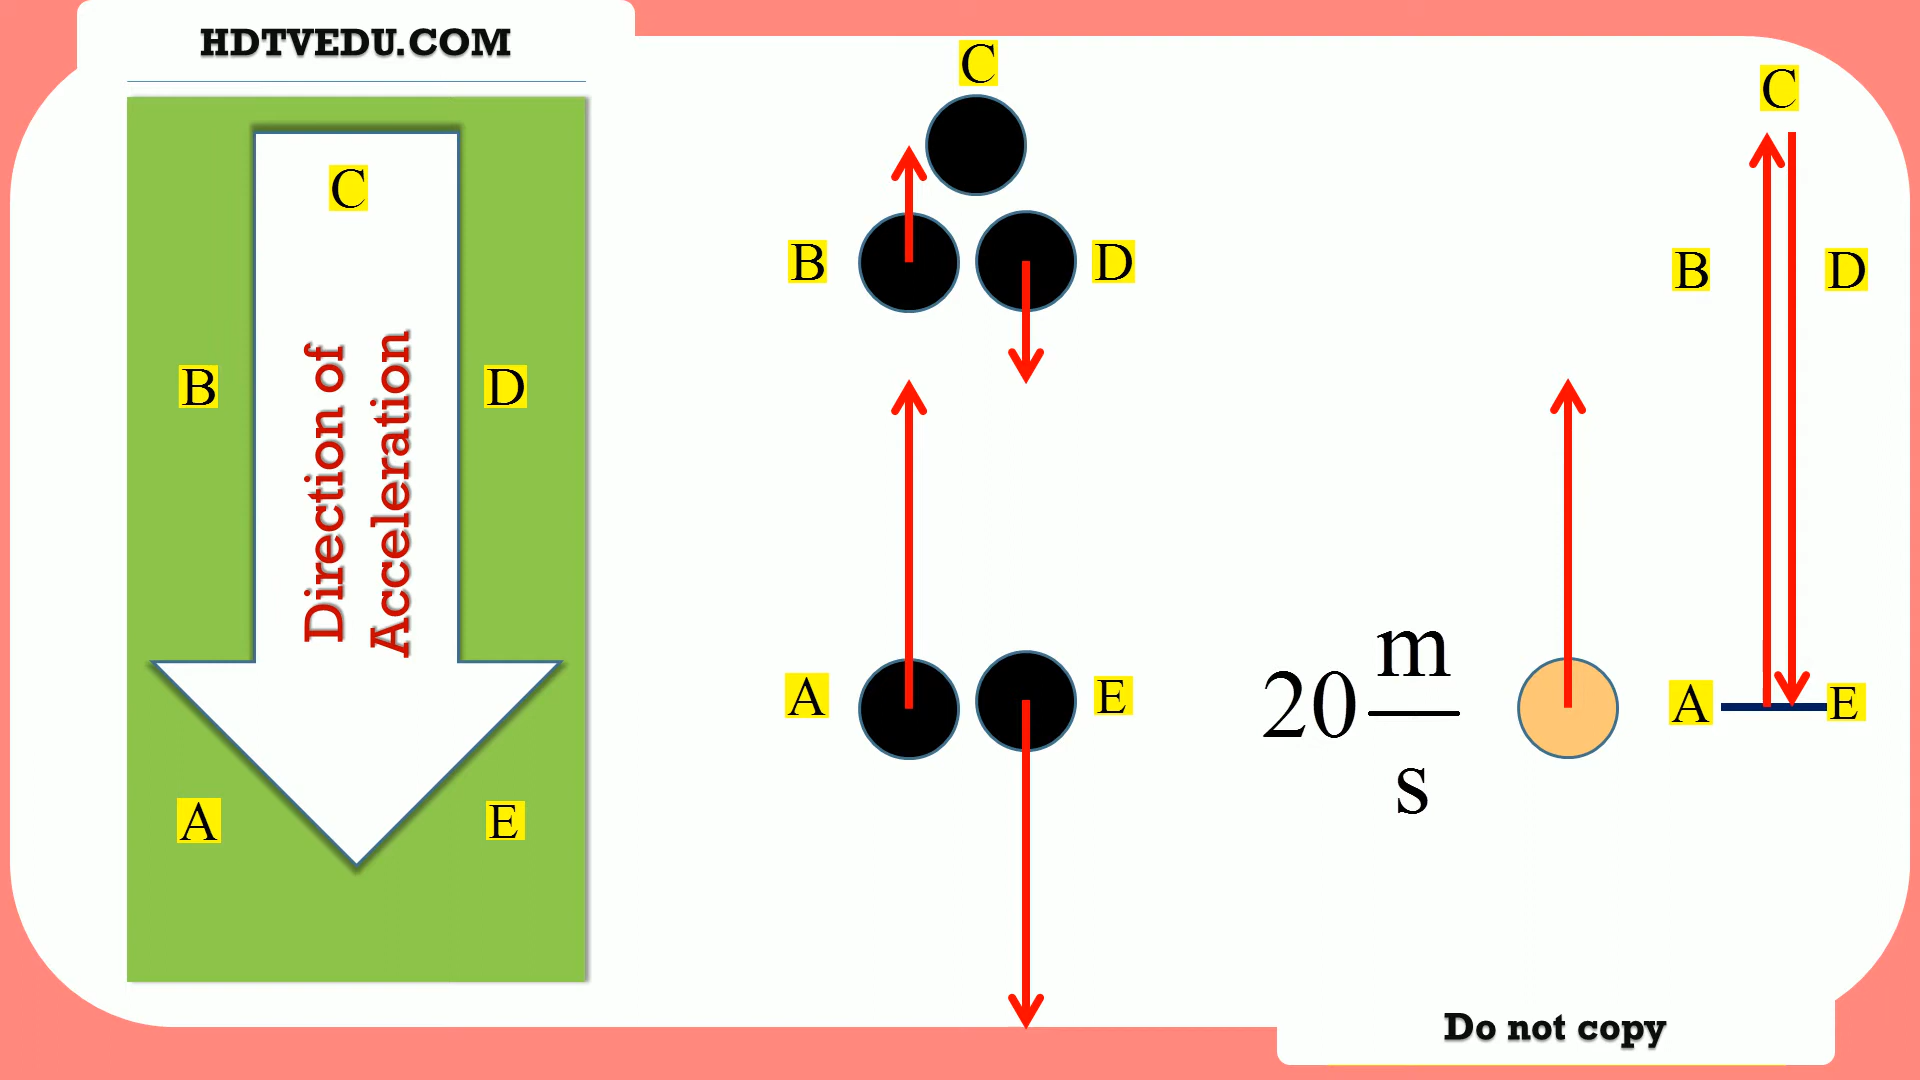 HDTVEDU.COM
C
B
D
Direction of
Acceleration
A
E
C
B
D
A
E
20 m/s
C
B
D
A
E
Do not copy